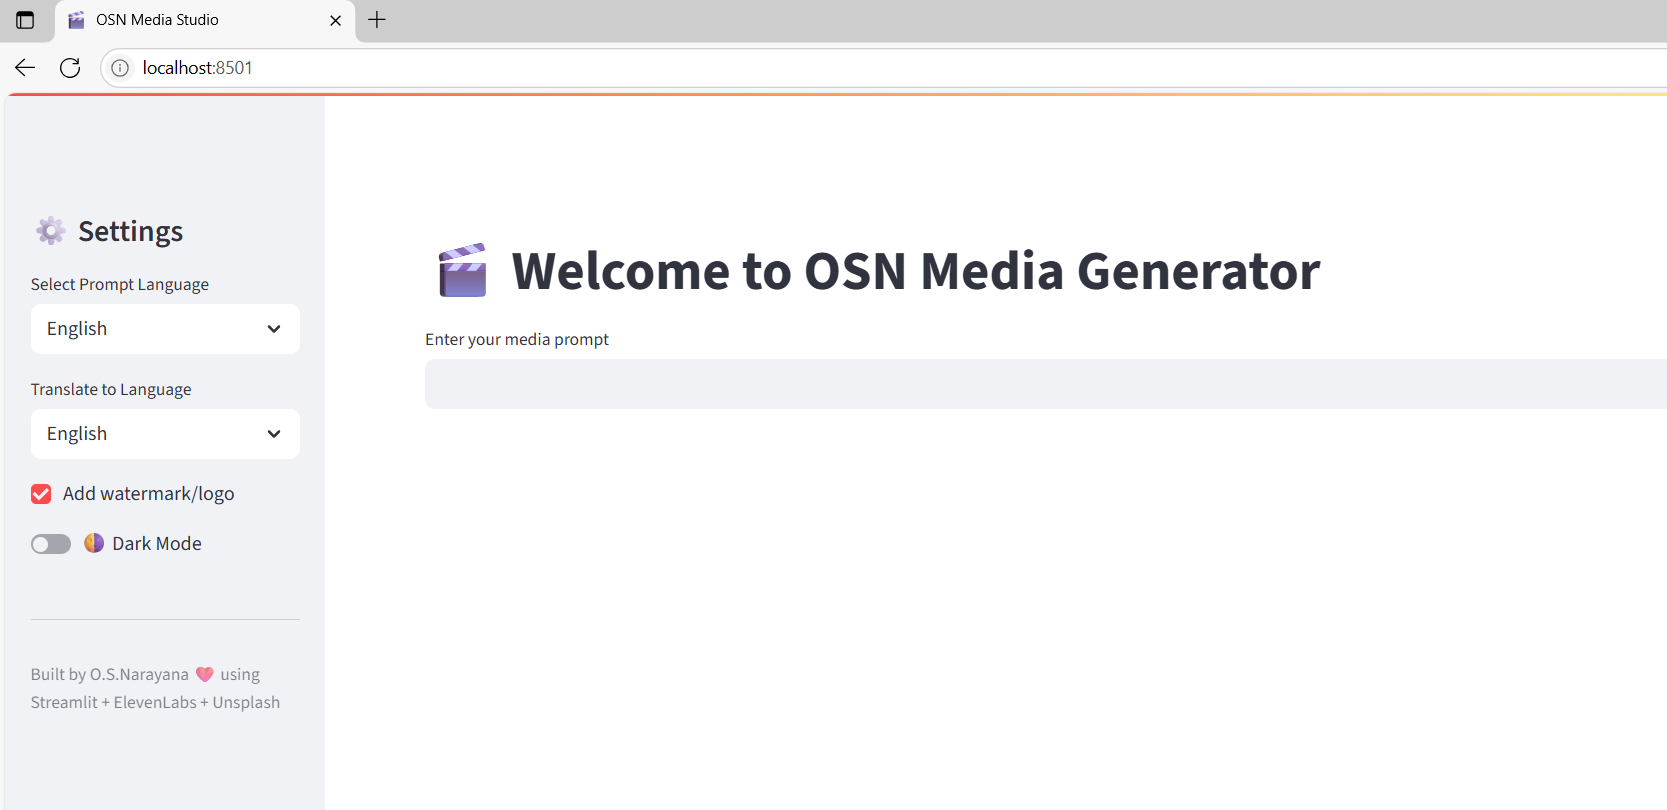 OSN Media Studio
localhost:8501
Settings
Select Prompt Language
English
Translate to Language
English
Add watermark/logo
Dark Mode
Built by O.S.Narayana 💗 using
Streamlit + ElevenLabs + Unsplash
Welcome to OSN Media Generator
Enter your media prompt